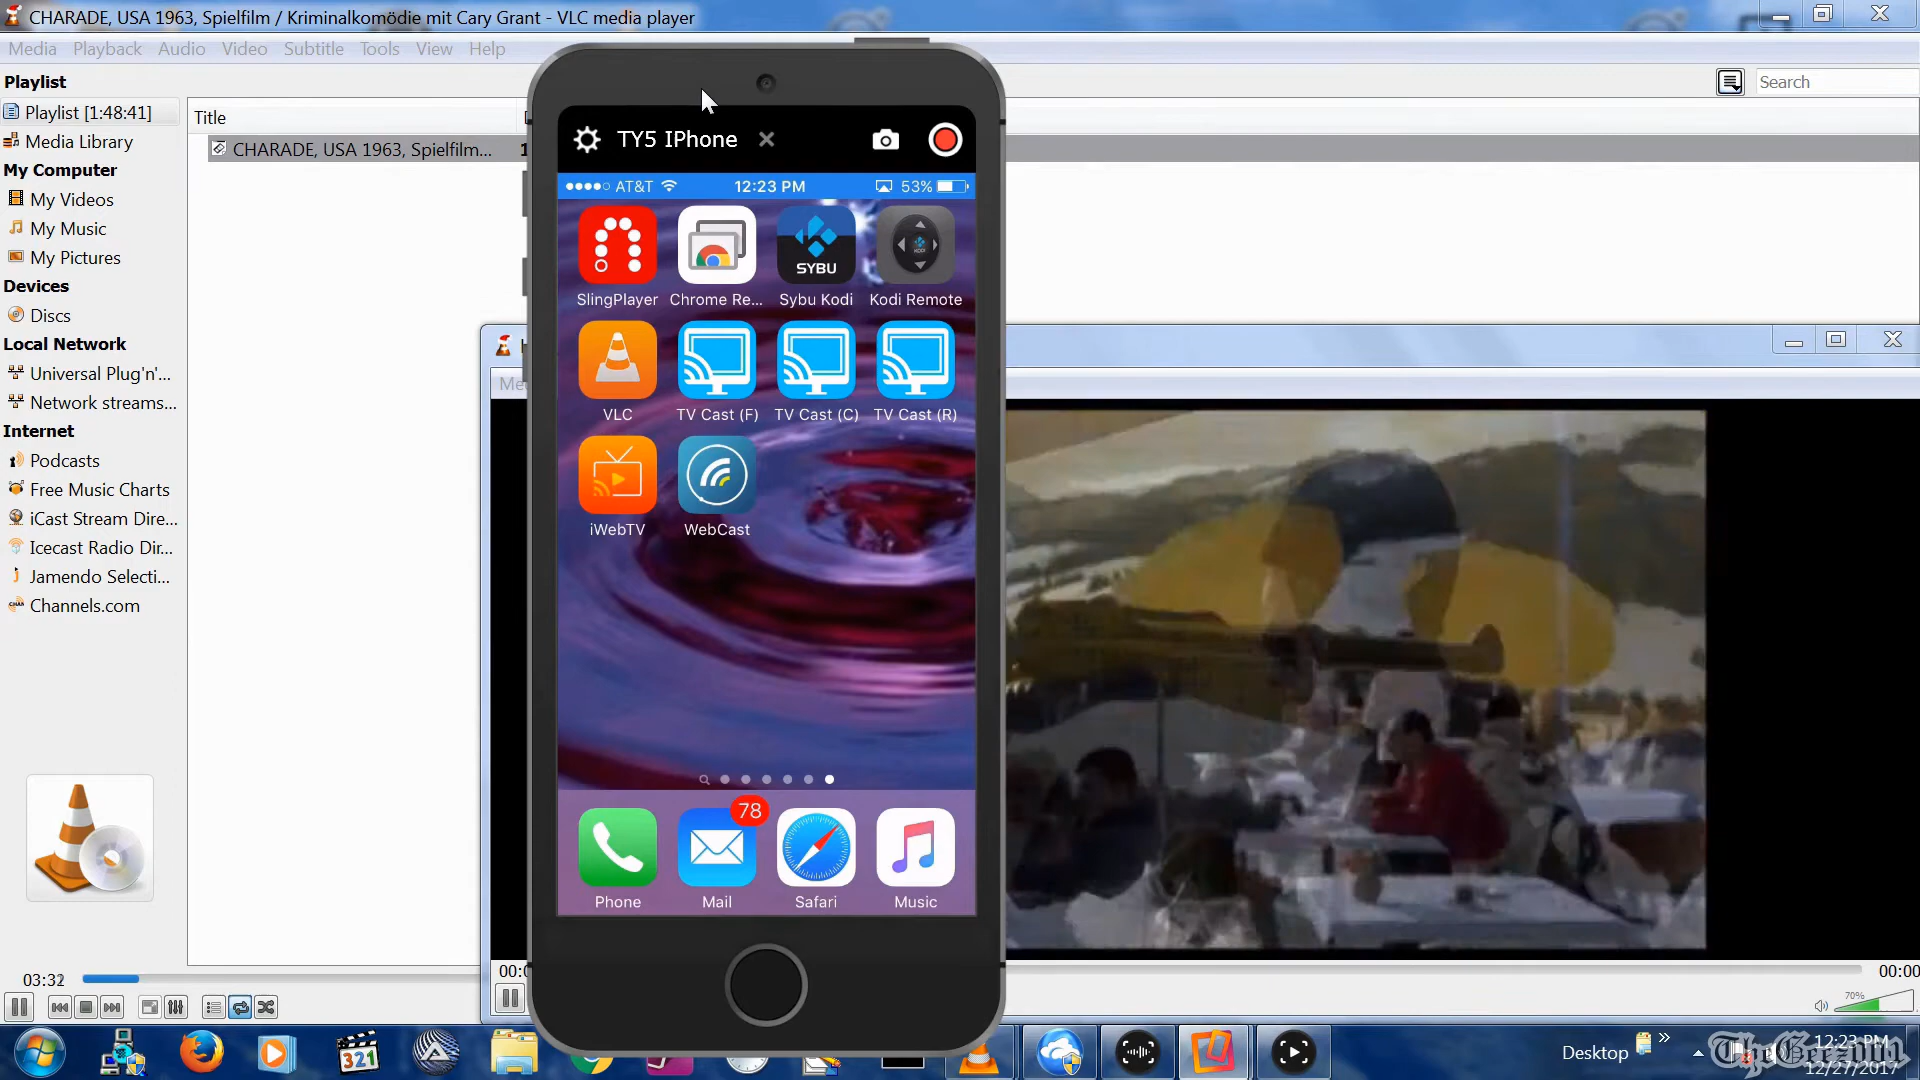 CHARADE, USA 1963, Spielfilm / Kriminalkomödie mit Cary Grant - VLC media player
Media Playback Audio Video Subtitle Tools View Help
Playlist
Search
Playlist [1:48:41]
Title
Media Library
CHARADE, USA 1963, Spielfilm...
My Computer
My Videos
My Music
My Pictures
Devices
Discs
Local Network
Universal Plug'n'...
Network streams...
Internet
Podcasts
Free Music Charts
iCast Stream Dire...
Icecast Radio Dir...
Jamendo Selecti...
Channels.com
TY5 IPhone
AT&T 12:23 PM 53%
SYBU
KODI
SlingPlayer Chrome Re... Sybu Kodi Kodi Remote
VLC TV Cast (F) TV Cast (C) TV Cast (R)
iWebTV WebCast
78
Phone Mail Safari Music
03:32
00:0
00:00
70%
321
Desktop
12:23 PM
12/27/2017